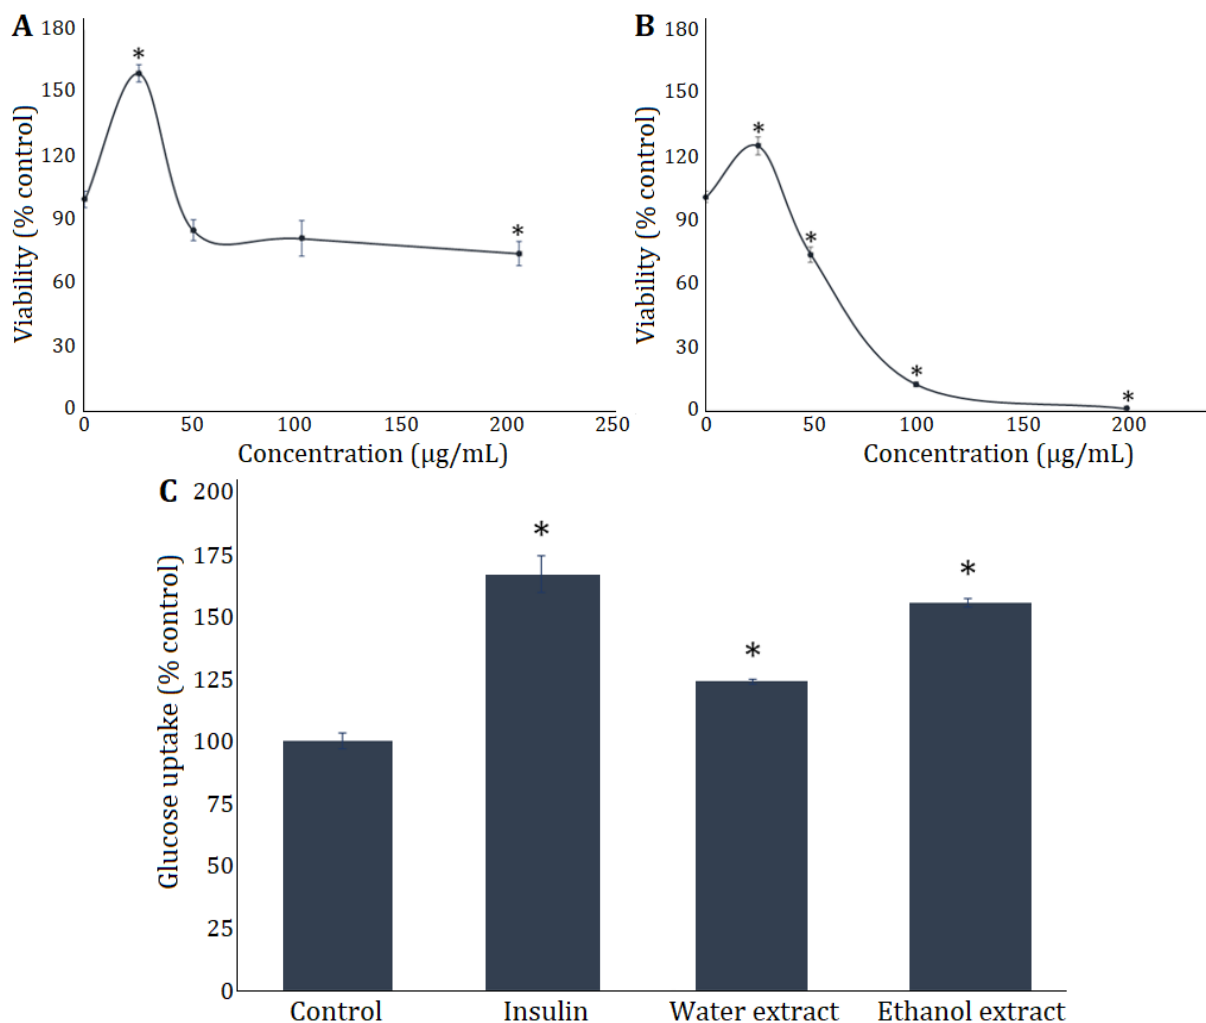 A
Viability (% control)
180
150
120
90
60
30
0
*
*
0 50 100 150 200 250
Concentration (µg/mL)
B
Viability (% control)
180
150
120
90
60
30
0
*
*
*
*
0 50 100 150 200
Concentration (µg/mL)
C
Glucose uptake (% control)
200
175
150
125
100
75
50
25
0
*
*
*
Control Insulin Water extract Ethanol extract